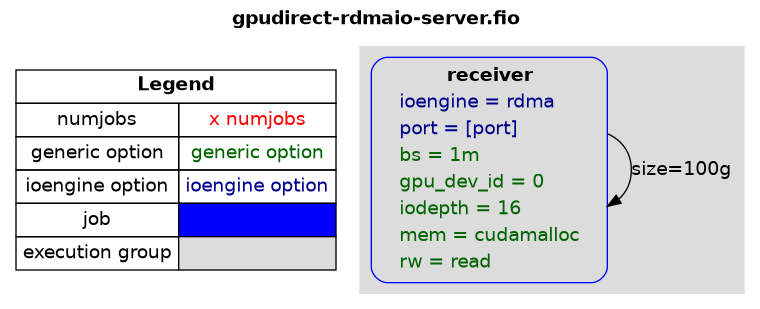 gpudirect-rdmaio-server.fio
Legend
numjobs x numjobs
generic option generic option
ioengine option ioengine option
job
execution group
receiver
ioengine = rdma
port = [port]
bs = 1m
gpu_dev_id = 0
iodepth = 16
mem = cudamalloc
rw = read
size=100g